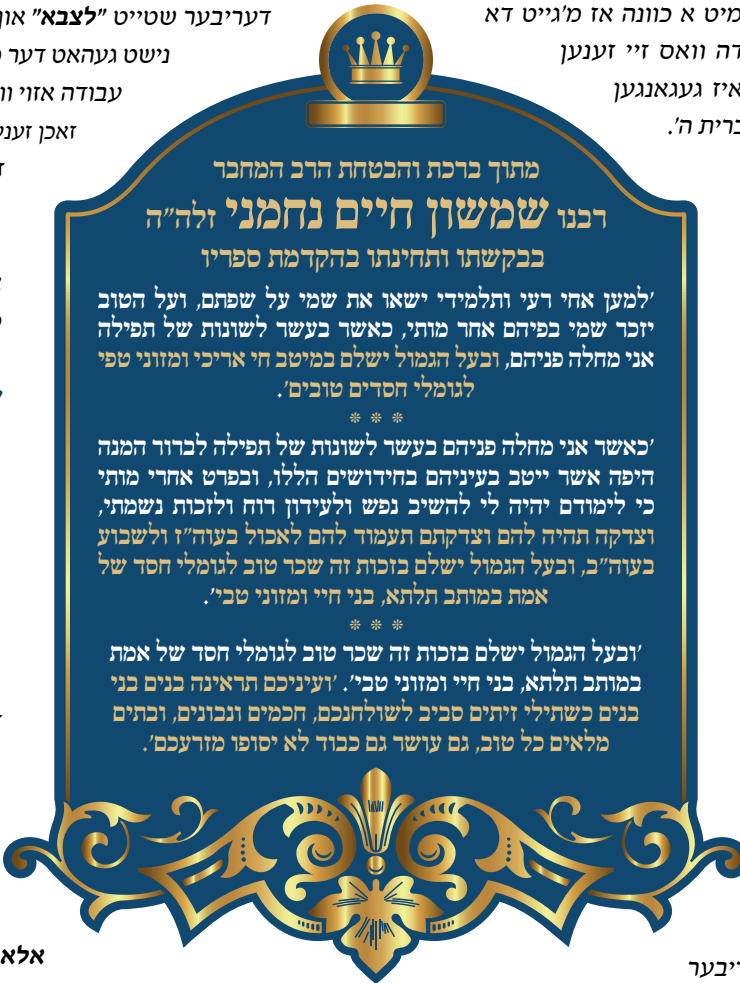 מיט א כוונה אז מ'גייט דא
דה וואס זיי זענען
איז געגאנגען
ברית ה'.
דעריבער שטייט "לצבא" און
נישט געהאט דער
עבודה אזוי
זאכן
מתוך ברכת והבטחת הרב המחבר
רבנו שמשון חיים נחמני זלה"ה
בבקשתו ותחינתו בהקדמת ספריו
'למען אחי רעי ותלמידי ישאו את שמי על שפתם, ועל הטוב
יזכר שמי בפיהם אחר מותי, כאשר בעשר לשונות של תפילה
אני מחלה פניהם, ובעל הגמול ישלם במיטב חי אריכי ומזוני טפי
לגומלי חסדים טובים'.
'כאשר אני מחלה פניהם בעשר לשונות של תפילה לברור המנה
היפה אשר ייטב בעיניהם בחידושים הללו, ובפרט אחרי מותי
כי לימודם יהיה לי להשיב נפש ולעידון רוח ולזכות נשמתי,
וצדקה תהיה להם וצדקתם תעמוד להם לאכול בעוה"ז ולשבוע
בעוה"ב, ובעל הגמול ישלם בזכות זה שכר טוב לגומלי חסד של
אמת במותב תלתא, בני חיי ומזוני טבי'.
'ובעל הגמול ישלם בזכות זה שכר טוב לגומלי חסד של אמת
במותב תלתא, בני חיי ומזוני טבי'. 'ועיניכם תראינה בנים בני
בנים כשתילי זיתים סביב לשולחנכם, חכמים ונבונים, ובתים
מלאים כל טוב, גם עושר גם כבוד לא יסופו מזרעכם'.
אלא